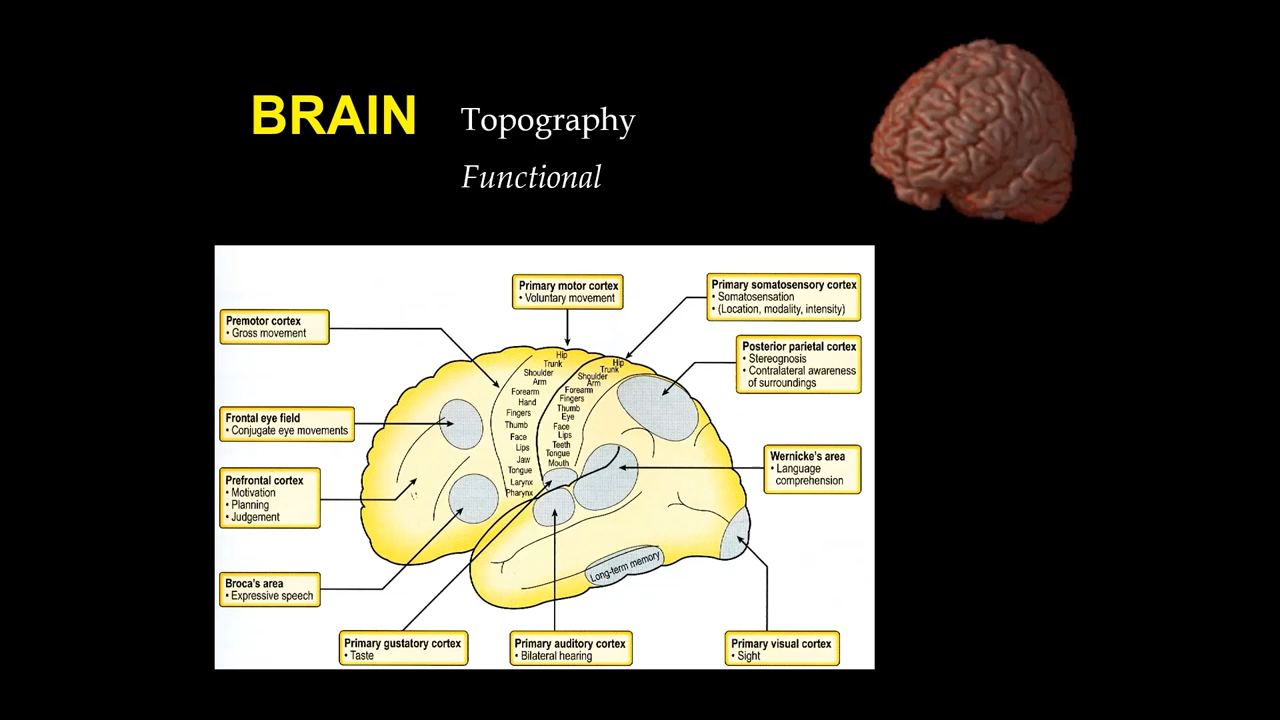 BRAIN
Topography
Functional
Primary motor cortex
• Voluntary movement
Primary somatosensory cortex
• Somatosensation
• (Location, modality, intensity)
Premotor cortex
• Gross movement
Posterior parietal cortex
• Stereognosis
• Contralateral awareness
of surroundings
Frontal eye field
• Conjugate eye movements
Prefrontal cortex
• Motivation
• Planning
• Judgement
Wernicke's area
• Language
comprehension
Broca's area
• Expressive speech
Hip
Trunk
Shoulder
Arm
Forearm
Hand
Fingers
Thumb
Face
Lips
Jaw
Tongue
Larynx
Pharynx
Hip
Trunk
Shoulder
Arm
Forearm
Fingers
Thumb
Eye
Face
Lips
Teeth
Tongue
Mouth
Long-term memory
Primary gustatory cortex
• Taste
Primary auditory cortex
• Bilateral hearing
Primary visual cortex
• Sight